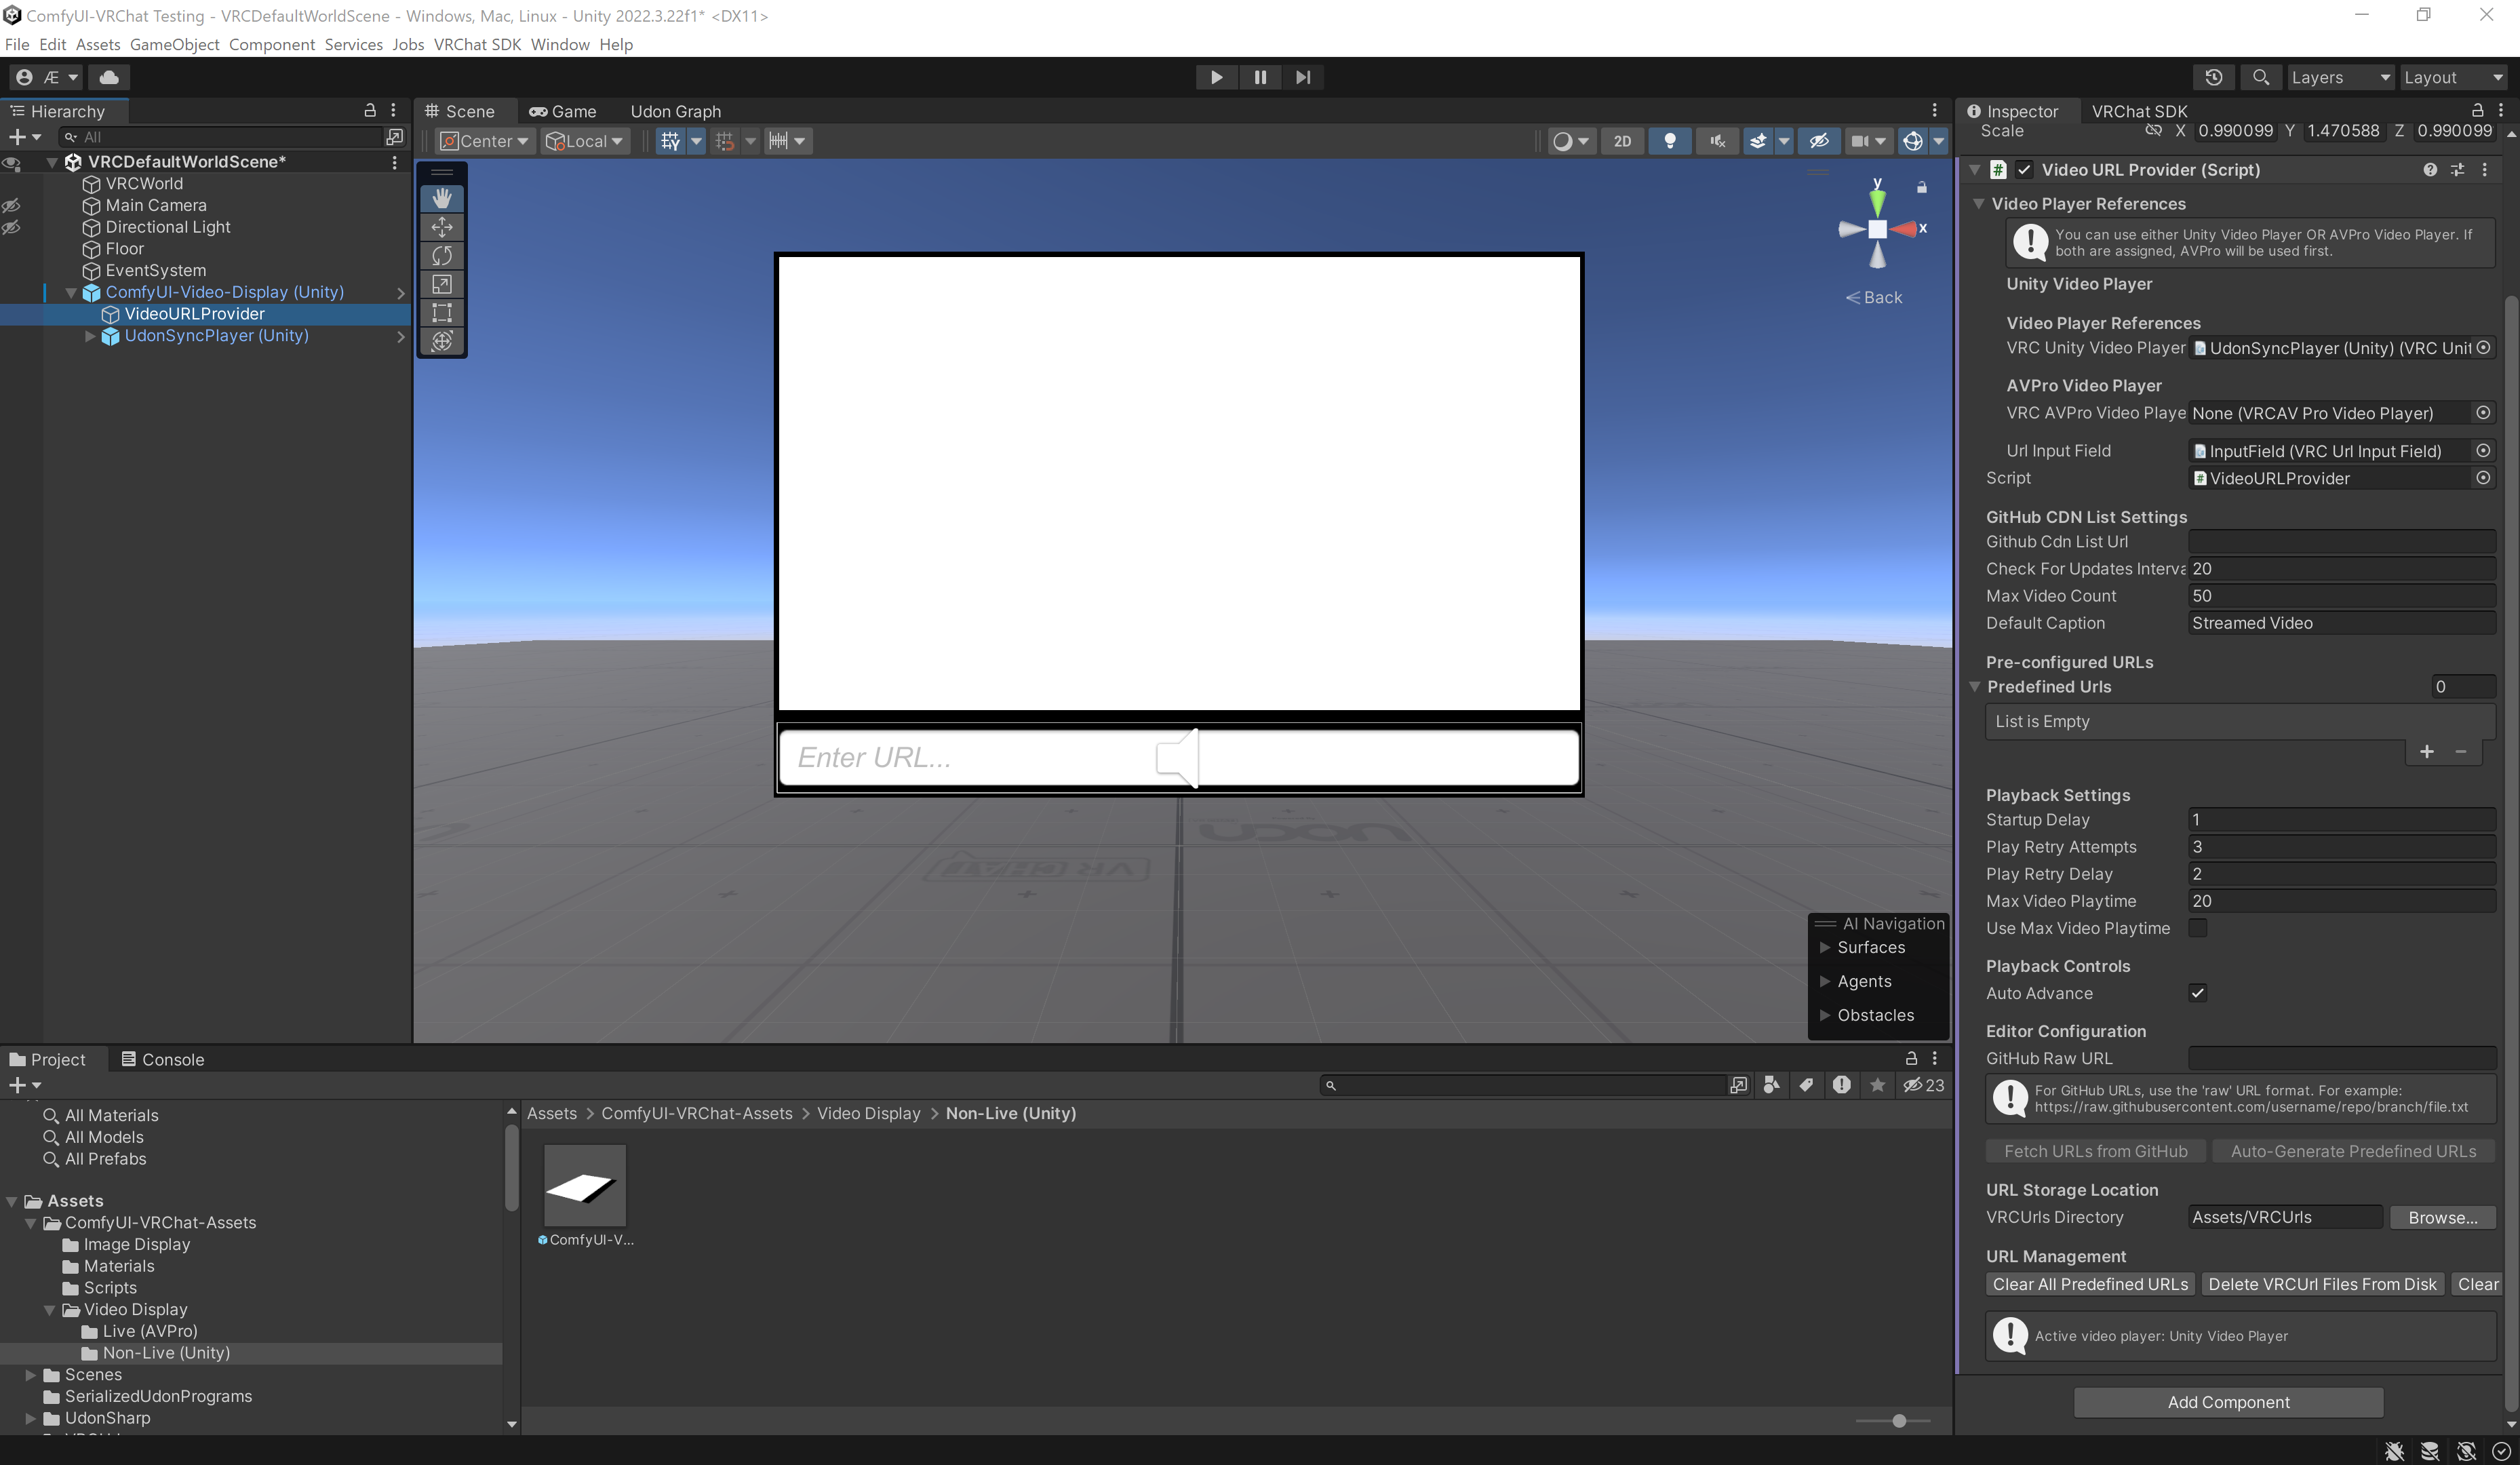 ComfyUI-VRChat Testing - VRCDefaultWorldScene - Windows, Mac, Linux - Unity 2022.3.22f1* <DX11>
File Edit Assets GameObject Component Services Jobs VRChat SDK Window Help
Æ
Layers
Layout
Hierarchy
All
VRCDefaultWorldScene*
VRCWorld
Main Camera
Directional Light
Floor
EventSystem
ComfyUI-Video-Display (Unity)
VideoURLProvider
UdonSyncPlayer (Unity)
Scene Game Udon Graph
Center Local
2D
y
x
Back
Enter URL...
AI Navigation
Surfaces
Agents
Obstacles
Inspector VRChat SDK
Scale X 0.990099 Y 1.470588 Z 0.990099
# Video URL Provider (Script)
Video Player References
You can use either Unity Video Player OR AVPro Video Player. If
both are assigned, AVPro will be used first.
Unity Video Player
Video Player References
VRC Unity Video Player UdonSyncPlayer (Unity) (VRC Unit
AVPro Video Player
VRC AVPro Video Playe None (VRCAV Pro Video Player)
Url Input Field InputField (VRC Url Input Field)
Script # VideoURLProvider
GitHub CDN List Settings
Github Cdn List Url
Check For Updates Interva 20
Max Video Count 50
Default Caption Streamed Video
Pre-configured URLs
Predefined Urls 0
List is Empty
Playback Settings
Startup Delay 1
Play Retry Attempts 3
Play Retry Delay 2
Max Video Playtime 20
Use Max Video Playtime
Playback Controls
Auto Advance
Editor Configuration
GitHub Raw URL
For GitHub URLs, use the 'raw' URL format. For example:
https://raw.githubusercontent.com/username/repo/branch/file.txt
Fetch URLs from GitHub Auto-Generate Predefined URLs
URL Storage Location
VRCUrls Directory Assets/VRCUrls Browse...
URL Management
Clear All Predefined URLs Delete VRCUrl Files From Disk Clear
Active video player: Unity Video Player
Add Component
Project Console
23
All Materials
All Models
All Prefabs
Assets
ComfyUI-VRChat-Assets
Image Display
Materials
Scripts
Video Display
Live (AVPro)
Non-Live (Unity)
Scenes
SerializedUdonPrograms
UdonSharp
Assets > ComfyUI-VRChat-Assets > Video Display > Non-Live (Unity)
ComfyUI-V...